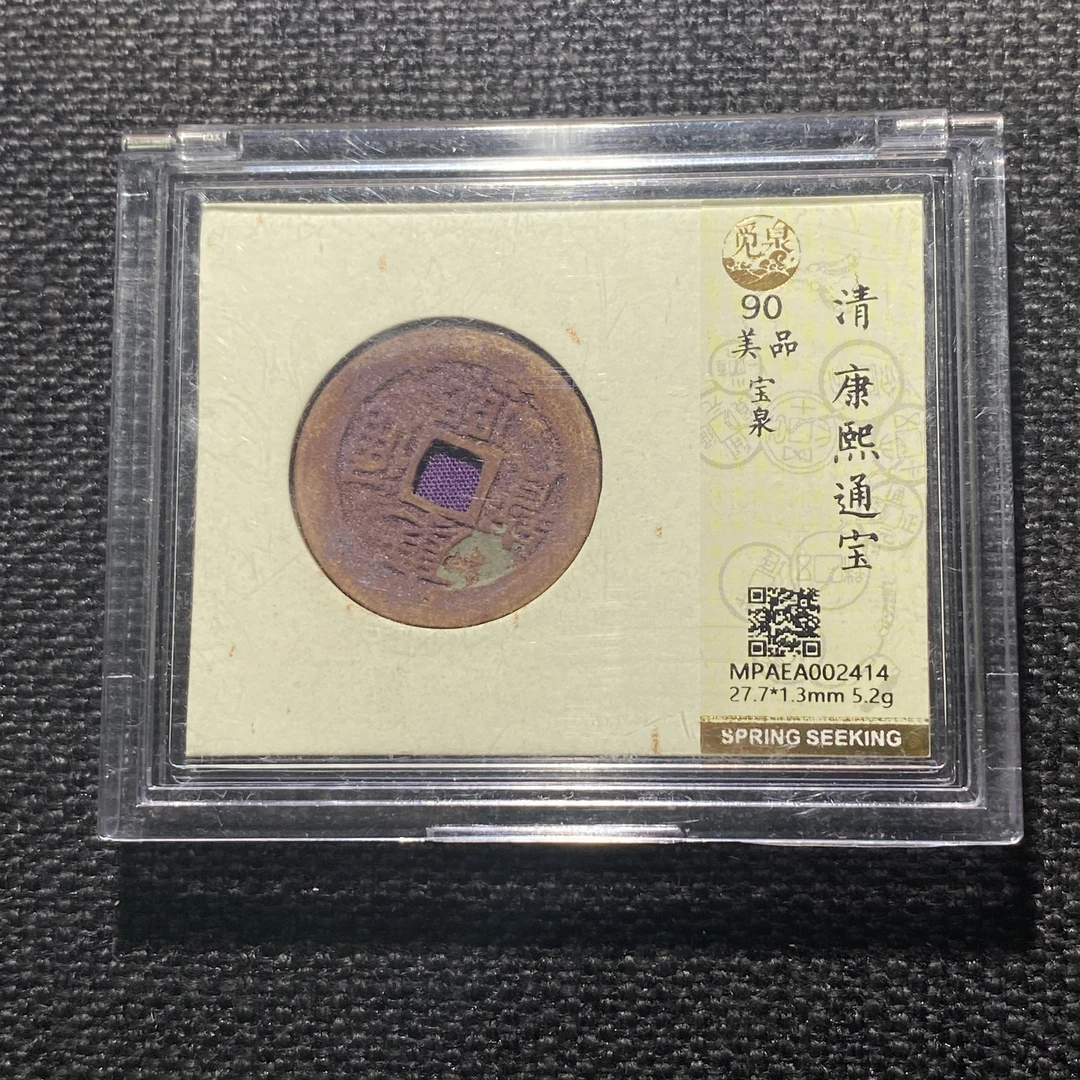 觅泉
90
美品
宝泉
清 康熙通宝
MPAEA002414
27.7*1.3mm 5.2g
SPRING SEEKING